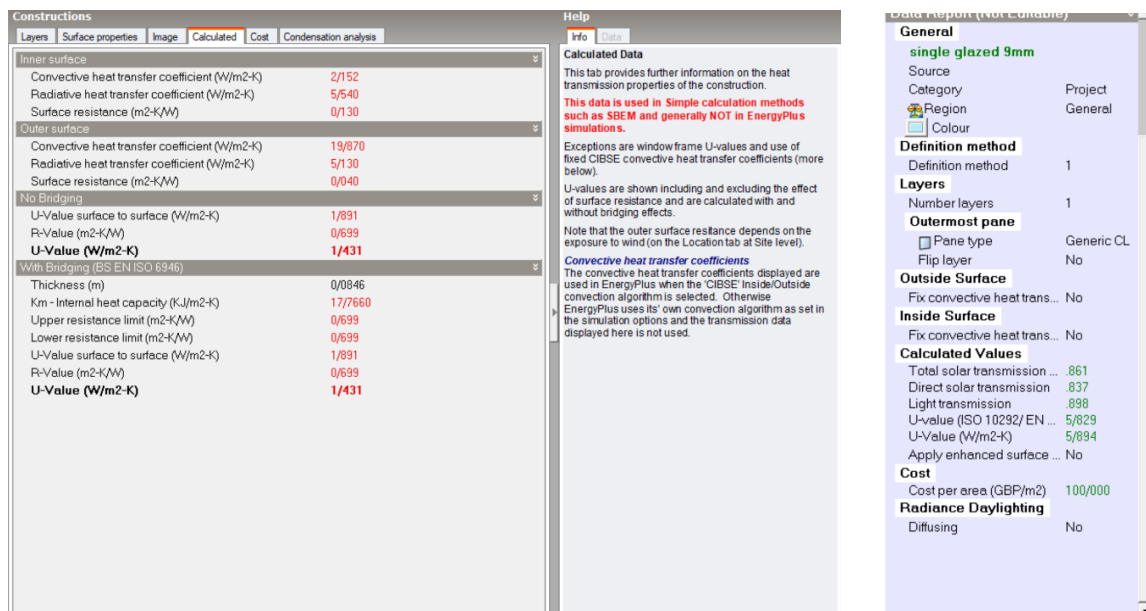 Constructions
Layers Surface properties Image Calculated Cost Condensation analysis
Inner surface
Convective heat transfer coefficient (W/m2-K) 2/152
Radiative heat transfer coefficient (W/m2-K) 5/540
Surface resistance (m2-K/W) 0/130
Outer surface
Convective heat transfer coefficient (W/m2-K) 19/870
Radiative heat transfer coefficient (W/m2-K) 5/130
Surface resistance (m2-K/W) 0/040
No Bridging
U-Value surface to surface (W/m2-K) 1/891
R-Value (m2-K/W) 0/699
U-Value (W/m2-K) 1/431
With Bridging (BS EN ISO 6946)
Thickness (m) 0/0846
Km - Internal heat capacity (KJ/m2-K) 17/7660
Upper resistance limit (m2-K/W) 0/699
Lower resistance limit (m2-K/W) 0/699
U-Value surface to surface (W/m2-K) 1/891
R-Value (m2-K/W) 0/699
U-Value (W/m2-K) 1/431
Help
Info Data
Calculated Data
This tab provides further information on the heat
transmission properties of the construction.
This data is used in Simple calculation methods
such as SBEM and generally NOT in EnergyPlus
simulations.
Exceptions are window frame U-values and use of
fixed CIBSE convective heat transfer coefficients (more
below).
U-values are shown including and excluding the effect
of surface resistance and are calculated with and
without bridging effects.
Note that the outer surface resitance depends on the
exposure to wind (on the Location tab at Site level).
Convective heat transfer coefficients
The convective heat transfer coefficients displayed are
used in EnergyPlus when the 'CIBSE' Inside/Outside
convection algorithm is selected. Otherwise
EnergyPlus uses its' own convection algorithm as set in
the simulation options and the transmission data
displayed here is not used.
Data Report (Not Editable)
General
single glazed 9mm
Source
Category Project
Region General
Colour
Definition method
Definition method 1
Layers
Number layers 1
Outermost pane
Pane type Generic CL
Flip layer No
Outside Surface
Fix convective heat trans... No
Inside Surface
Fix convective heat trans... No
Calculated Values
Total solar transmission ... .861
Direct solar transmission .837
Light transmission .898
U-value (ISO 10292/ EN ... 5/829
U-Value (W/m2-K) 5/894
Apply enhanced surface ... No
Cost
Cost per area (GBP/m2) 100/000
Radiance Daylighting
Diffusing No